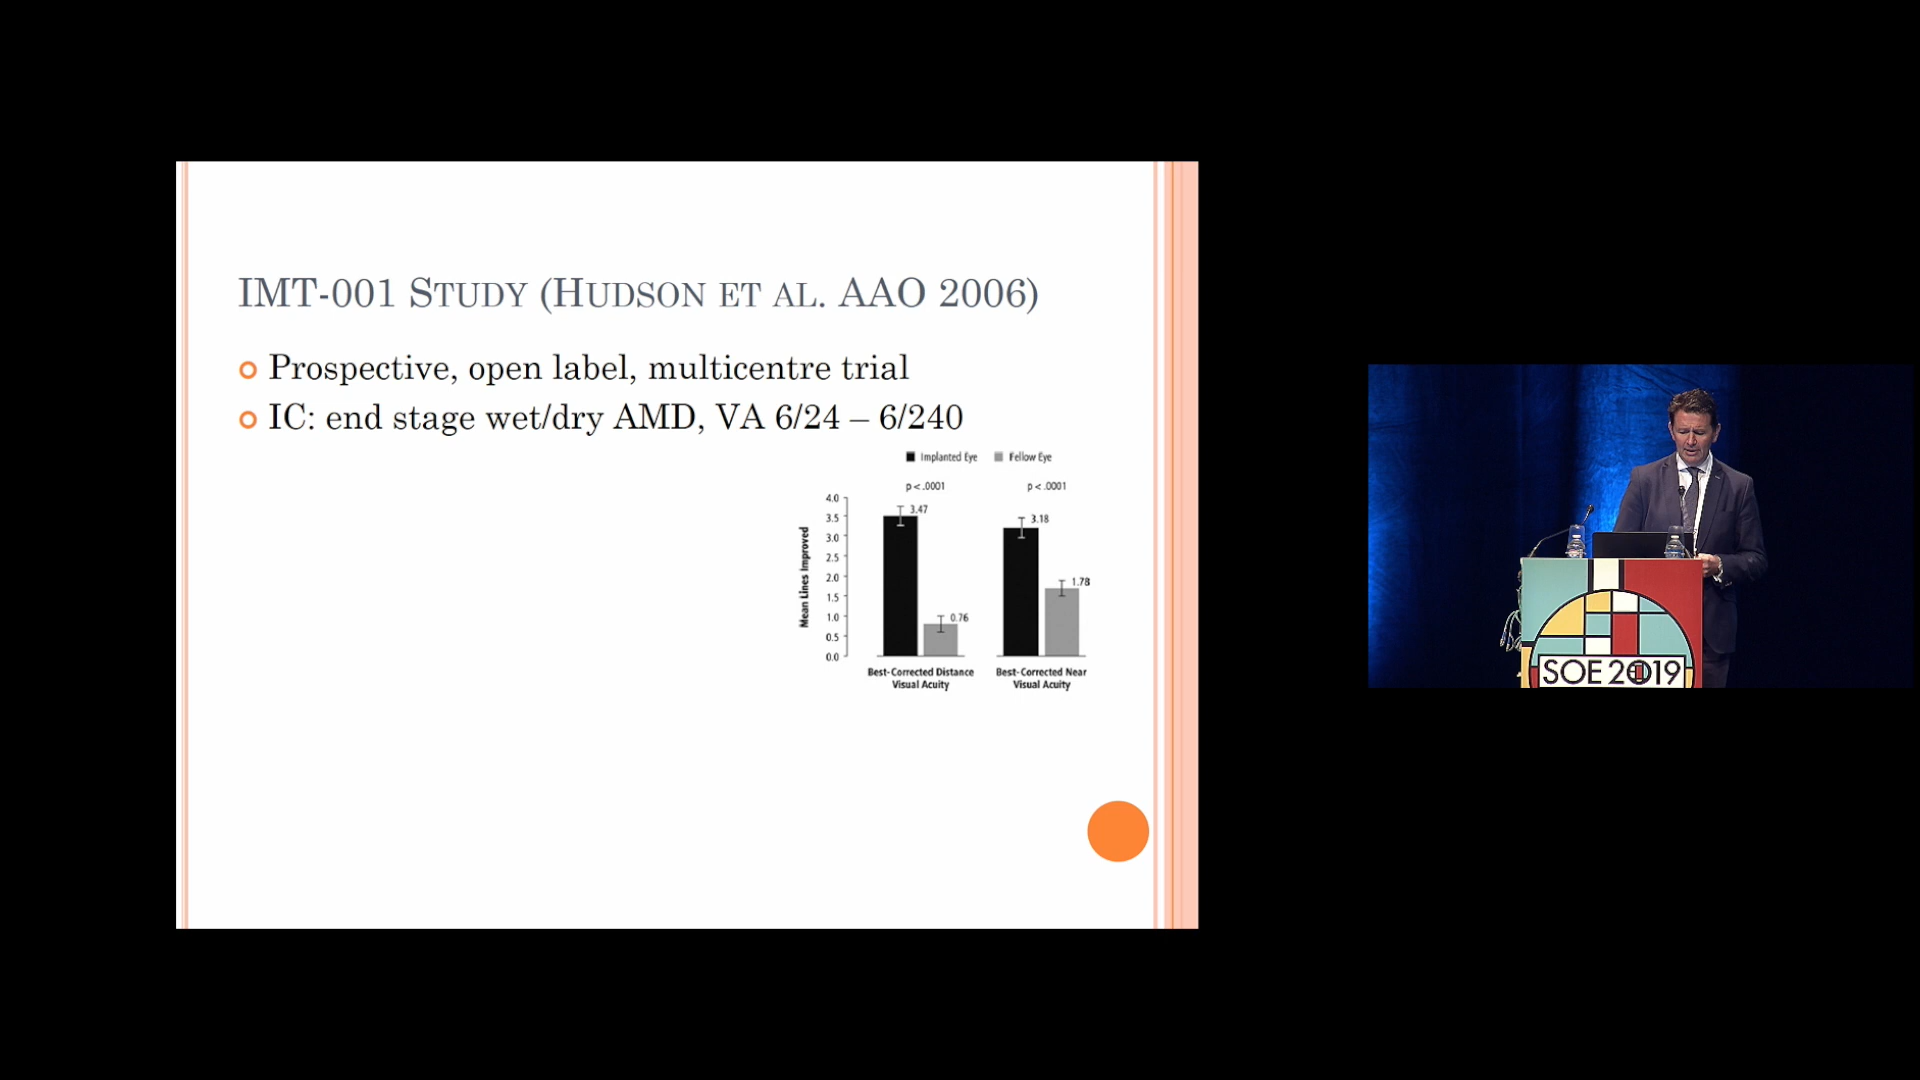 IMT-001 STUDY (HUDSON ET AL. AAO 2006)
Prospective, open label, multicentre trial
IC: end stage wet/dry AMD, VA 6/24 – 6/240
Implanted Eye
Fellow Eye
p < .0001
p < .0001
Mean Lines Improved
4.0
3.5
3.0
2.5
2.0
1.5
1.0
0.5
0.0
3.47
0.76
3.18
1.78
Best-Corrected Distance
Visual Acuity
Best-Corrected Near
Visual Acuity
SOE 2019